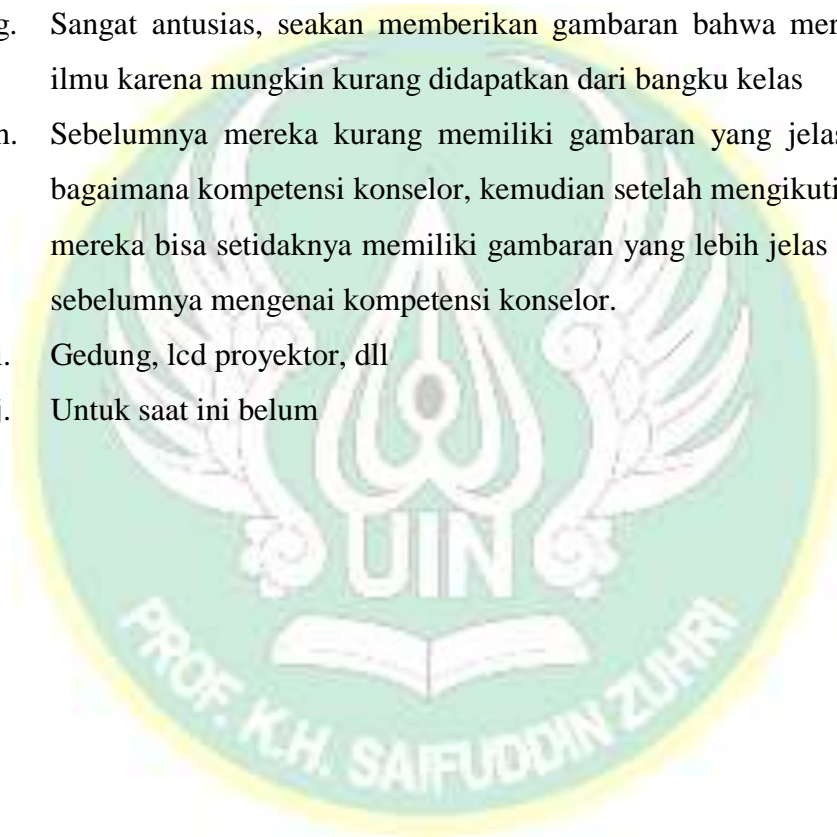 g. Sangat antusias, seakan memberikan gambaran bahwa
ilmu karena mungkin kurang didapatkan dari bangku kelas
h. Sebelumnya mereka kurang memiliki gambaran yang
bagaimana kompetensi konselor, kemudian setelah mengikuti
mereka bisa setidaknya memiliki gambaran yang lebih jelas
sebelumnya mengenai kompetensi konselor.
i. Gedung, lcd proyektor, dll
j. Untuk saat ini belum
UIN
PROF. K.H. SAIFUDDIN ZUHRI